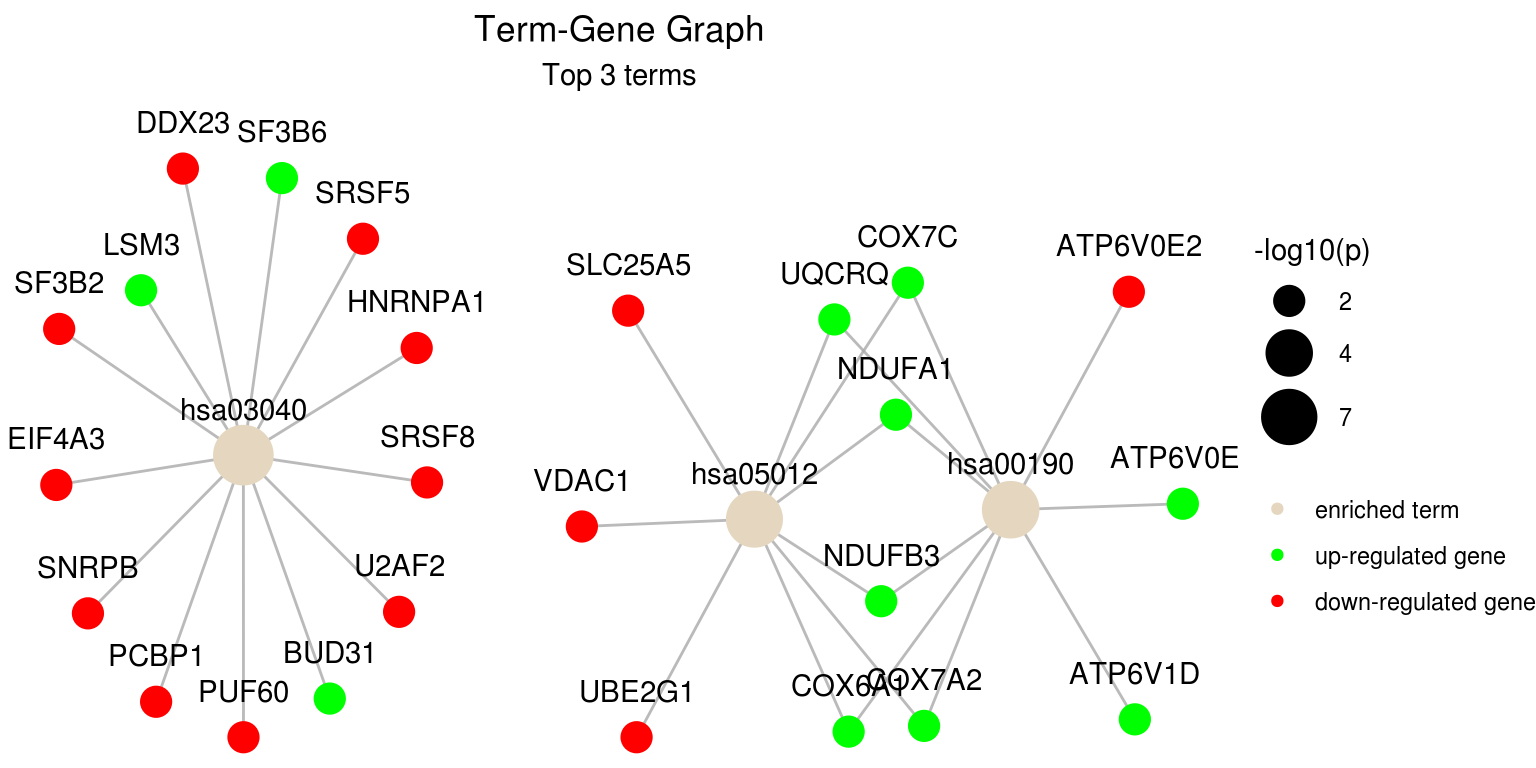 Term-Gene Graph
Top 3 terms
DDX23
SF3B6
SRSF5
LSM3
SF3B2
HNRNPA1
hsa03040
EIF4A3
SRSF8
SNRPB
U2AF2
PCBP1
BUD31
PUF60
COX7C
SLC25A5
UQCRQ
ATP6V0E2
NDUFA1
hsa05012
hsa00190
VDAC1
ATP6V0E
NDUFB3
UBE2G1
COX6A1
COX7A2
ATP6V1D
-log10(p)
2
4
7
enriched term
up-regulated gene
down-regulated gene